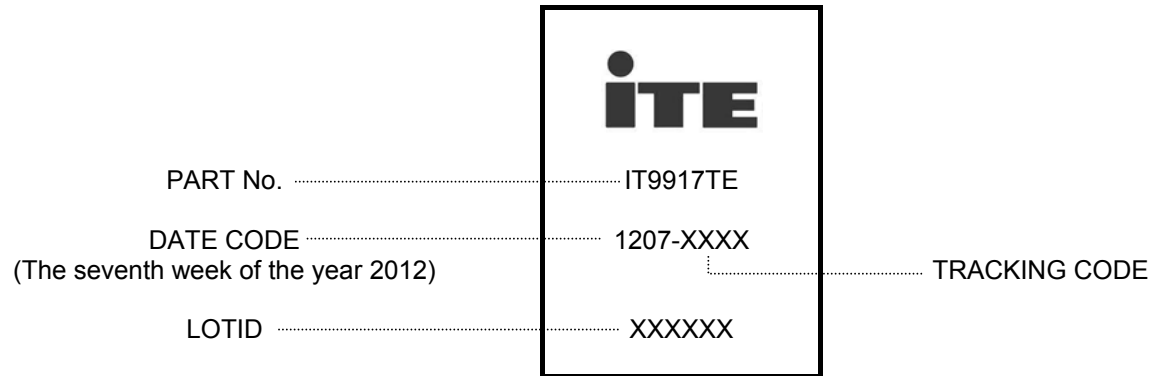 iTE
PART No. IT9917TE
DATE CODE 1207-XXXX
(The seventh week of the year 2012) TRACKING CODE
LOTID XXXXXX